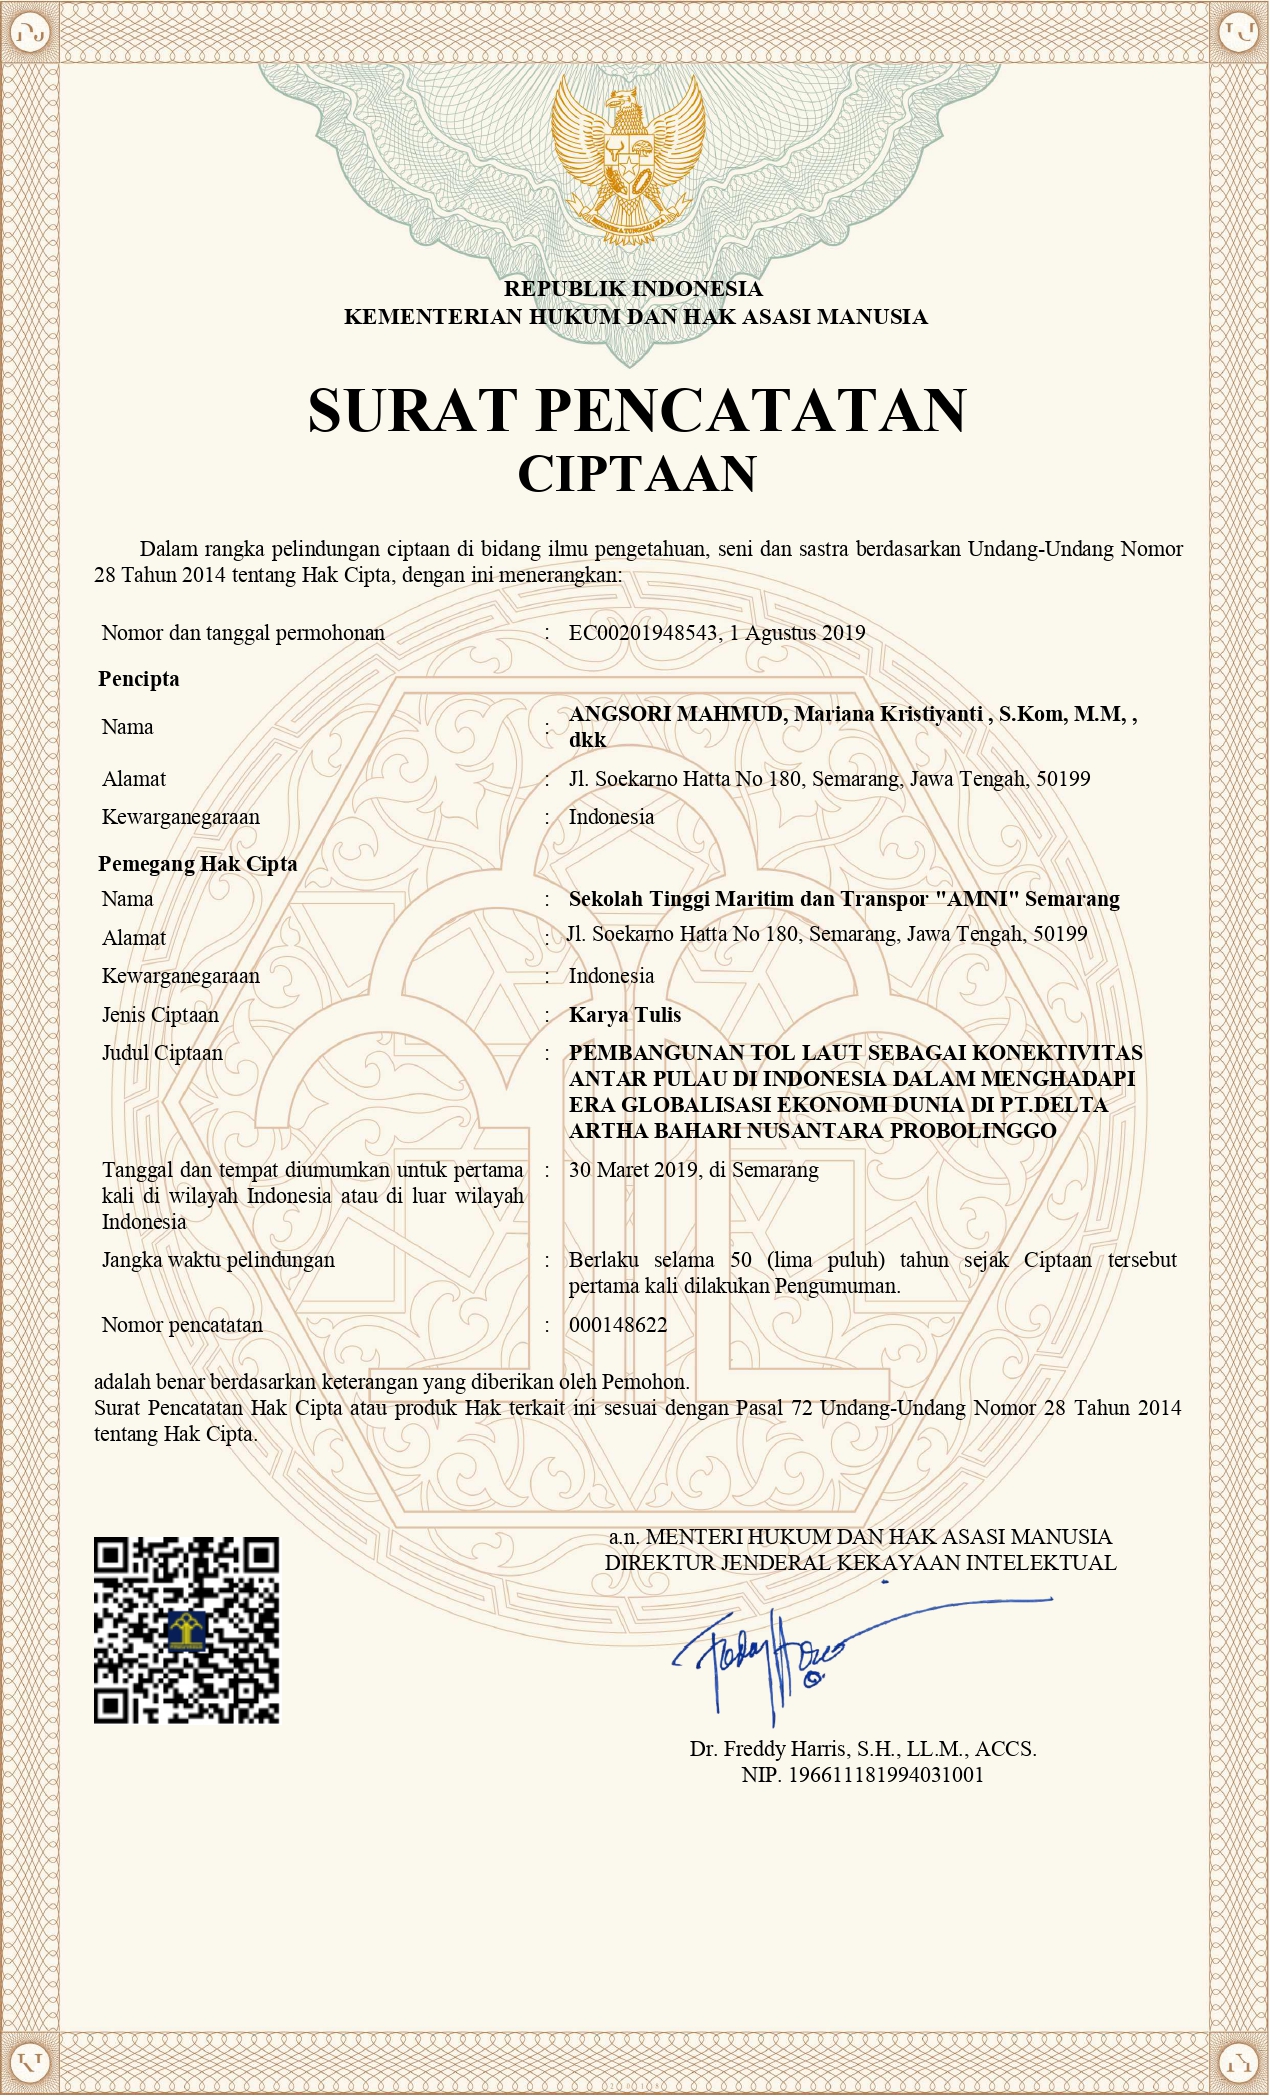 REPUBLIK INDONESIA
KEMENTERIAN HUKUM DAN HAK ASASI MANUSIA
SURAT PENCATATAN
CIPTAAN
Dalam rangka pelindungan ciptaan di bidang ilmu pengetahuan, seni dan sastra berdasarkan Undang-Undang Nomor
28 Tahun 2014 tentang Hak Cipta, dengan ini menerangkan:
Nomor dan tanggal permohonan : EC00201948543, 1 Agustus 2019
Pencipta
Nama : ANGSORI MAHMUD, Mariana Kristiyanti , S.Kom, M.M, ,
dkk
Alamat : Jl. Soekarno Hatta No 180, Semarang, Jawa Tengah, 50199
Kewarganegaraan : Indonesia
Pemegang Hak Cipta
Nama : Sekolah Tinggi Maritim dan Transpor "AMNI" Semarang
Alamat : Jl. Soekarno Hatta No 180, Semarang, Jawa Tengah, 50199
Kewarganegaraan : Indonesia
Jenis Ciptaan : Karya Tulis
Judul Ciptaan : PEMBANGUNAN TOL LAUT SEBAGAI KONEKTIVITAS
ANTAR PULAU DI INDONESIA DALAM MENGHADAPI
ERA GLOBALISASI EKONOMI DUNIA DI PT.DELTA
ARTHA BAHARI NUSANTARA PROBOLINGGO
Tanggal dan tempat diumumkan untuk pertama : 30 Maret 2019, di Semarang
kali di wilayah Indonesia atau di luar wilayah
Indonesia
Jangka waktu pelindungan : Berlaku selama 50 (lima puluh) tahun sejak Ciptaan tersebut
pertama kali dilakukan Pengumuman.
Nomor pencatatan : 000148622
adalah benar berdasarkan keterangan yang diberikan oleh Pemohon.
Surat Pencatatan Hak Cipta atau produk Hak terkait ini sesuai dengan Pasal 72 Undang-Undang Nomor 28 Tahun 2014
tentang Hak Cipta.
a.n. MENTERI HUKUM DAN HAK ASASI MANUSIA
DIREKTUR JENDERAL KEKAYAAN INTELEKTUAL
Dr. Freddy Harris, S.H., LL.M., ACCS.
NIP. 196611181994031001